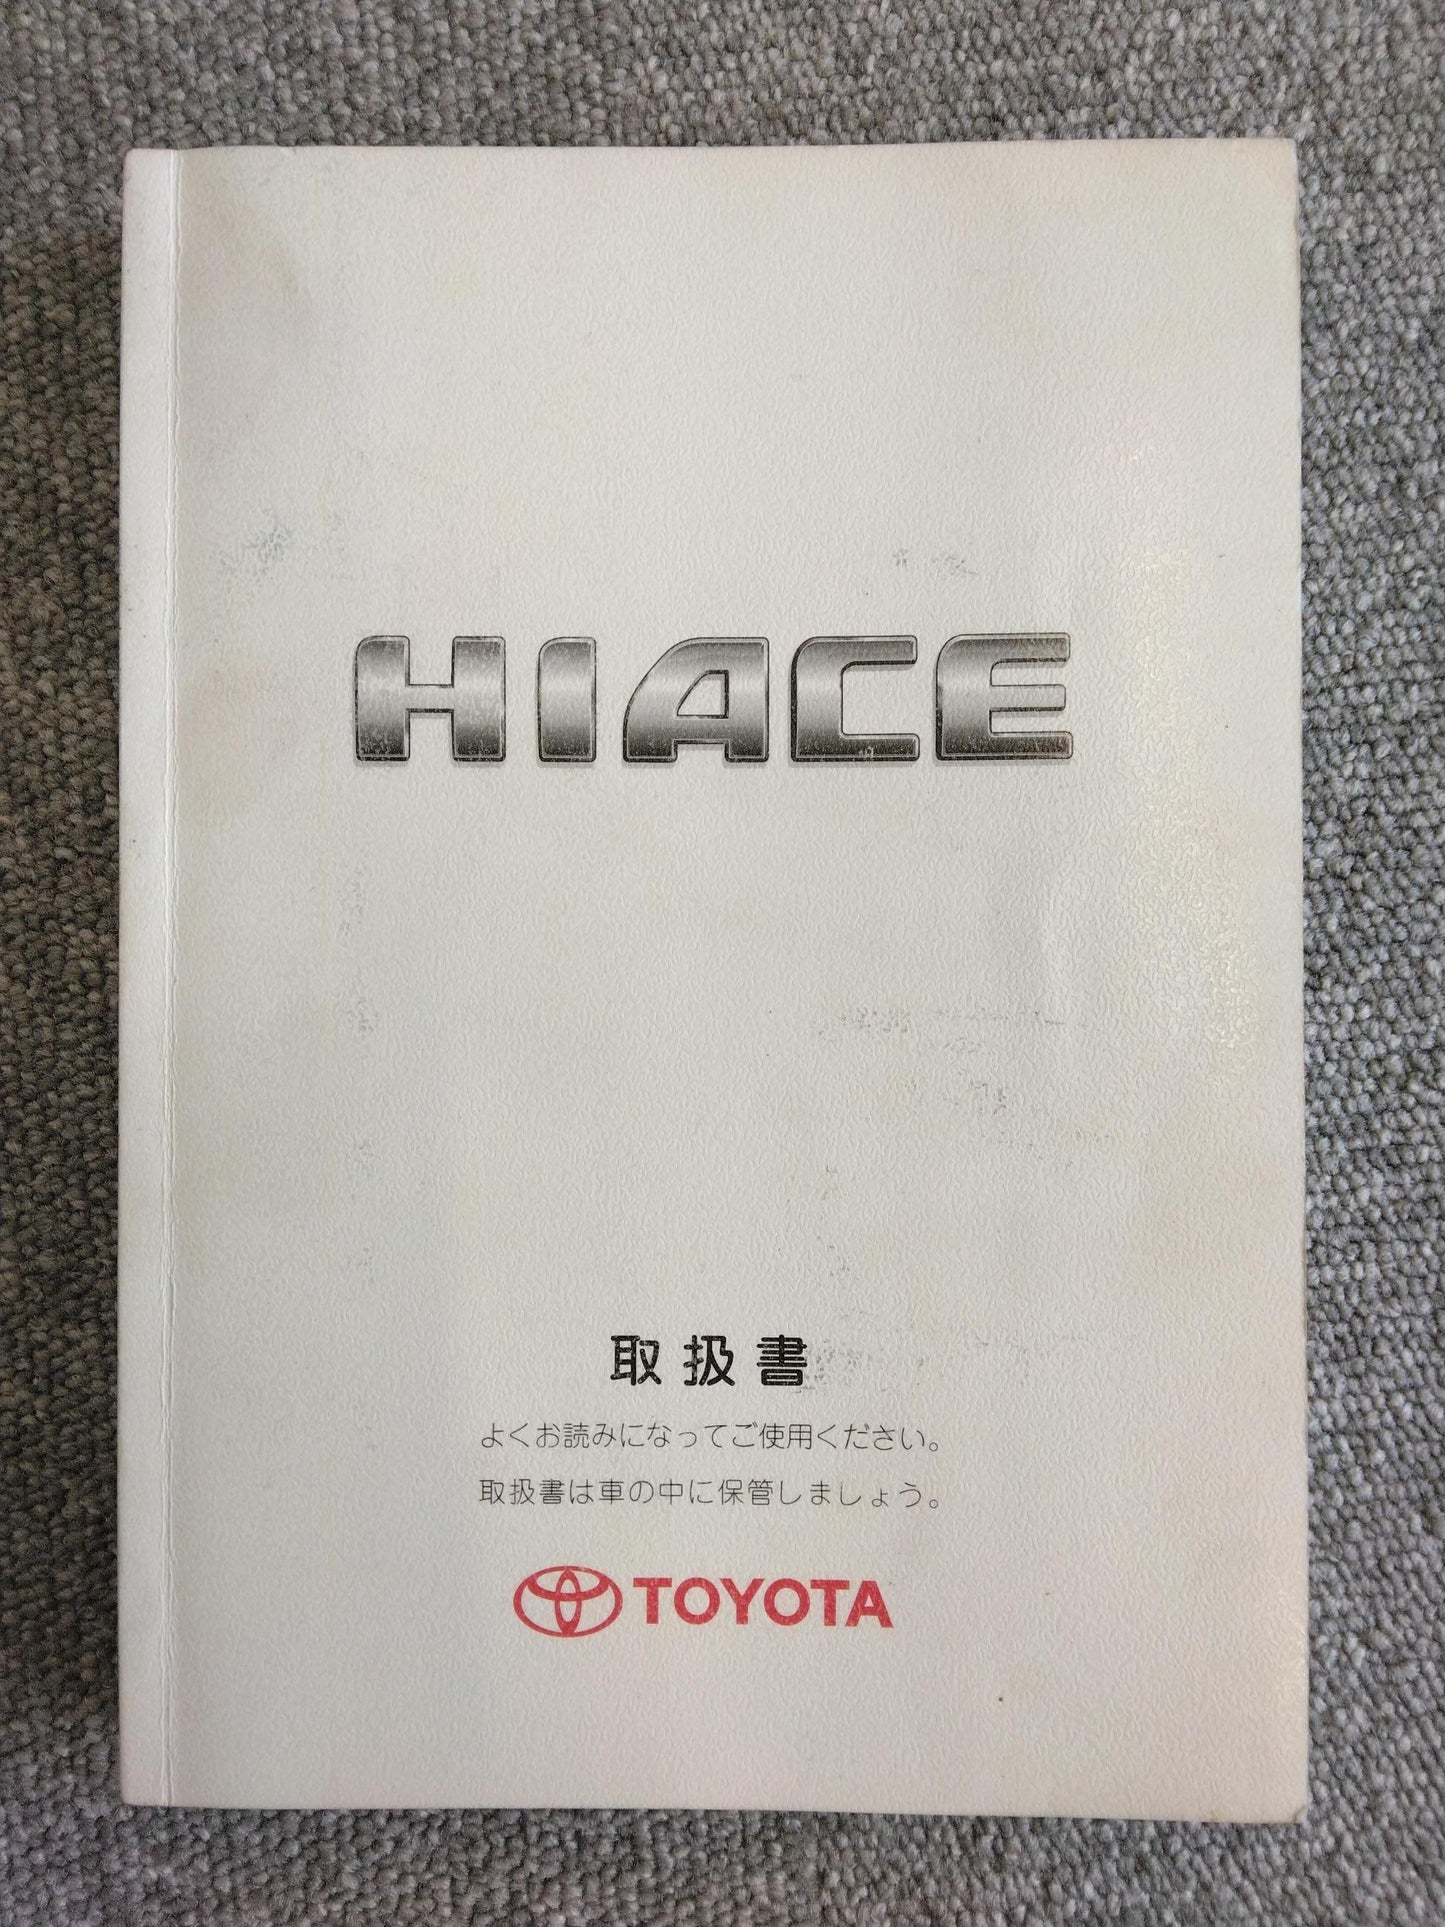 HIACE
取扱書
よくお読みになってご使用ください。
取扱書は車の中に保管しましょう。
TOYOTA